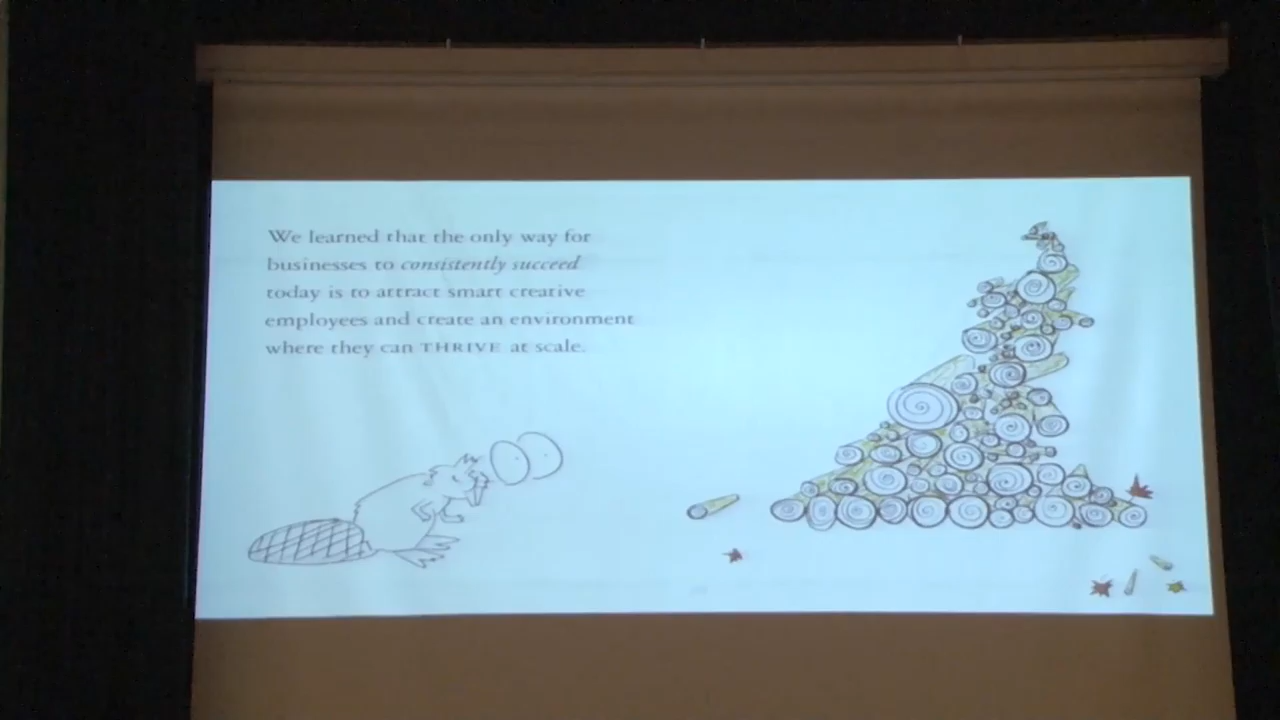 We learned that the only way for
businesses to consistently succeed
today is to attract smart creative
employees and create an environment
where they can THRIVE at scale.